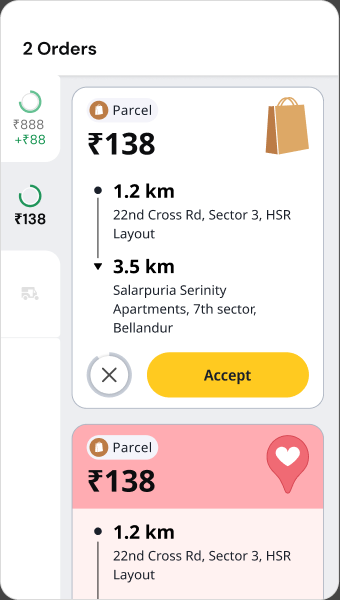 2 Orders
₹888
+₹88
₹138
Parcel
₹138
1.2 km
22nd Cross Rd, Sector 3, HSR
Layout
3.5 km
Salarpuria Serinity
Apartments, 7th sector,
Bellandur
Accept
Parcel
₹138
1.2 km
22nd Cross Rd, Sector 3, HSR
Layout